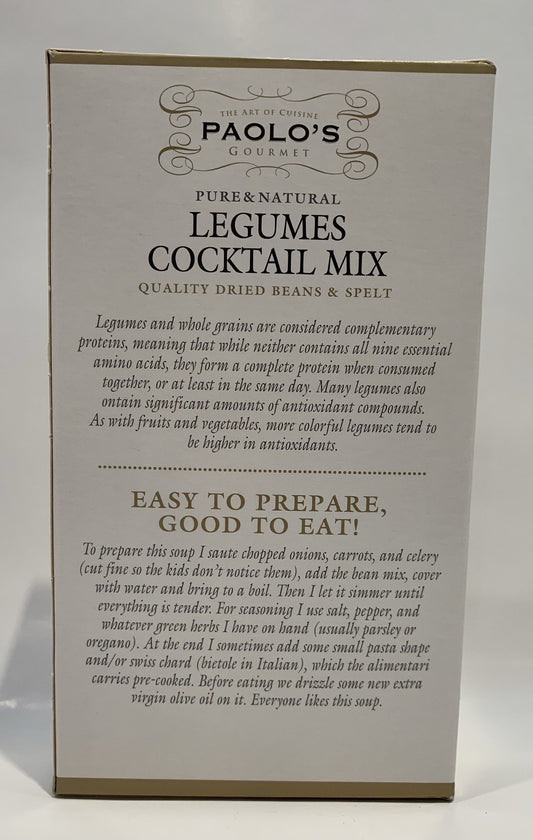 THE ART OF CUISINE
PAOLO'S
GOURMET
PURE & NATURAL
LEGUMES
COCKTAIL MIX
QUALITY DRIED BEANS & SPELT
Legumes and whole grains are considered complementary
proteins, meaning that while neither contains all nine essential
amino acids, they form a complete protein when consumed
together, or at least in the same day. Many legumes also
ontain significant amounts of antioxidant compounds.
As with fruits and vegetables, more colorful legumes tend to
be higher in antioxidants.
EASY TO PREPARE,
GOOD TO EAT!
To prepare this soup I saute chopped onions, carrots, and celery
(cut fine so the kids don't notice them), add the bean mix, cover
with water and bring to a boil. Then I let it simmer until
everything is tender. For seasoning I use salt, pepper, and
whatever green herbs I have on hand (usually parsley or
oregano). At the end I sometimes add some small pasta shape
and/or swiss chard (bietole in Italian), which the alimentari
carries pre-cooked. Before eating we drizzle some new extra
virgin olive oil on it. Everyone likes this soup.